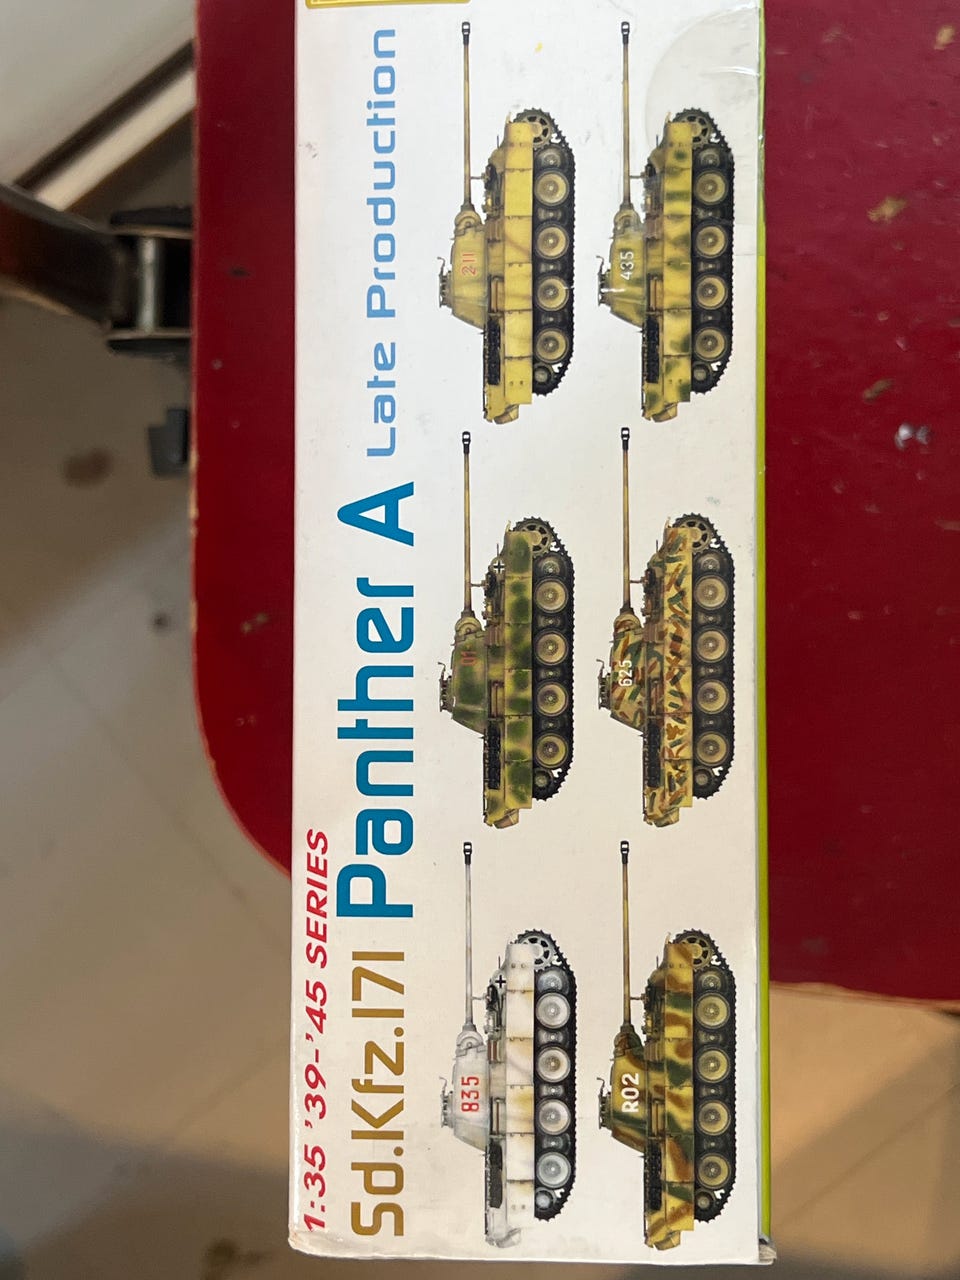 1:35 '39-'45 SERIES
Sd.Kfz.171 Panther A Late Production
835
211
R02
625
435